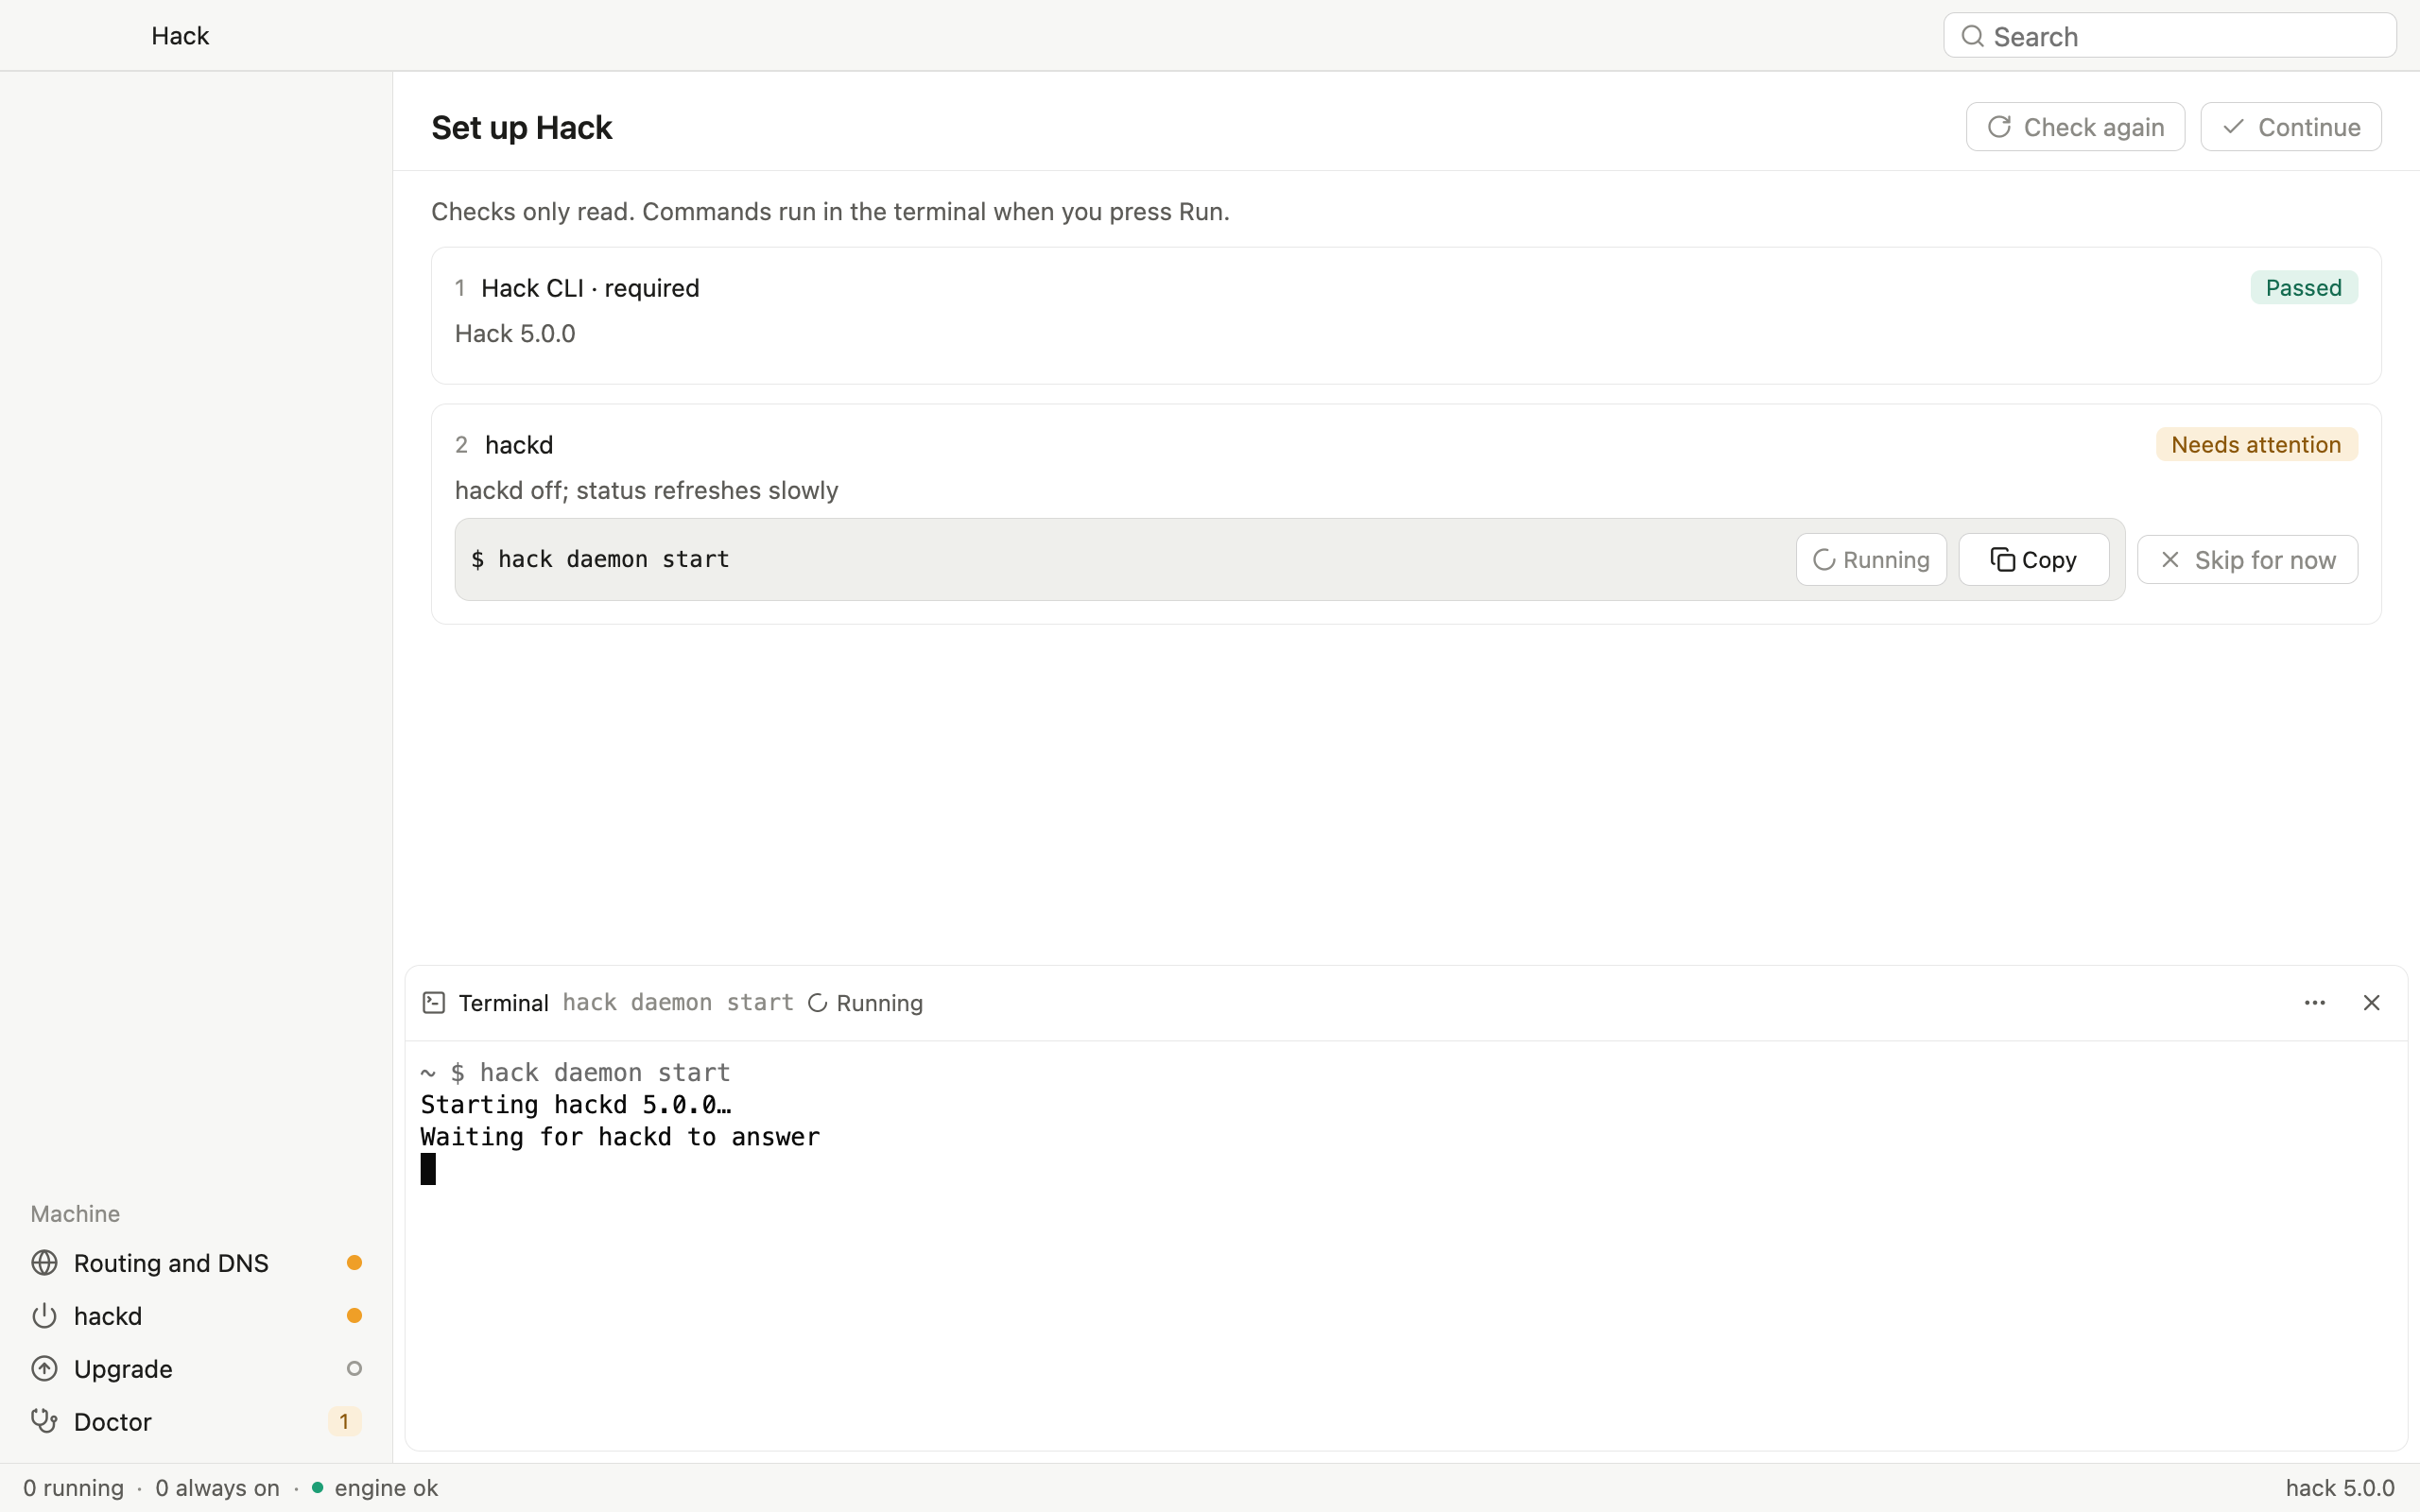 Hack
Search
Set up Hack
Check again
Continue
Checks only read. Commands run in the terminal when you press Run.
1 Hack CLI · required
Passed
Hack 5.0.0
2 hackd
Needs attention
hackd off; status refreshes slowly
$ hack daemon start
Running
Copy
Skip for now
Terminal hack daemon start Running
~ $ hack daemon start
Starting hackd 5.0.0…
Waiting for hackd to answer
Machine
Routing and DNS
hackd
Upgrade
Doctor 1
0 running · 0 always on · engine ok
hack 5.0.0